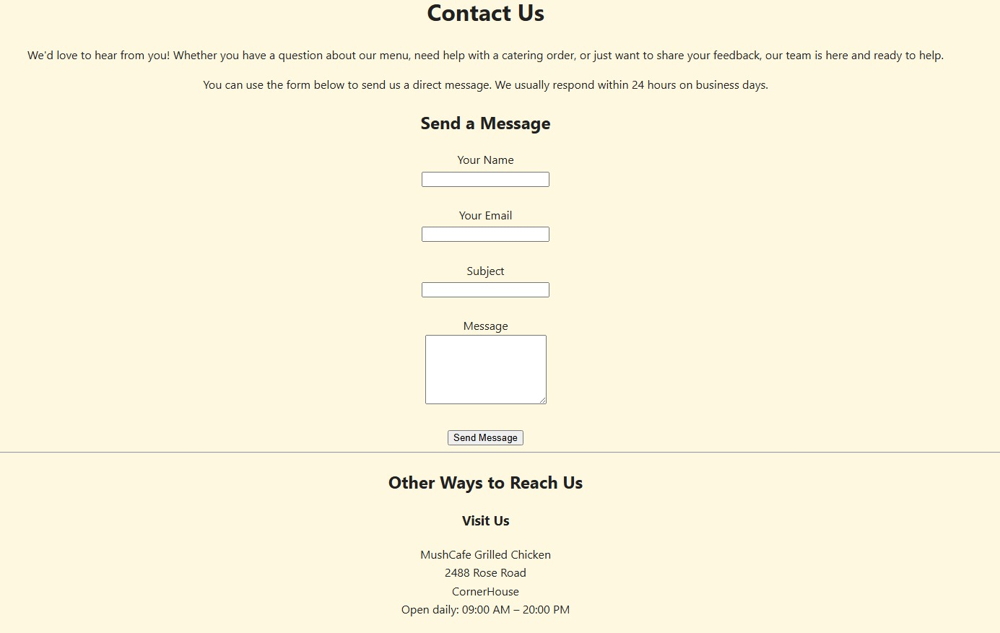 Contact Us
We'd love to hear from you! Whether you have a question about our menu, need help with a catering order, or just want to share your feedback, our team is here and ready to help.
You can use the form below to send us a direct message. We usually respond within 24 hours on business days.
Send a Message
Your Name
Your Email
Subject
Message
Send Message
Other Ways to Reach Us
Visit Us
MushCafe Grilled Chicken
2488 Rose Road
CornerHouse
Open daily: 09:00 AM – 20:00 PM